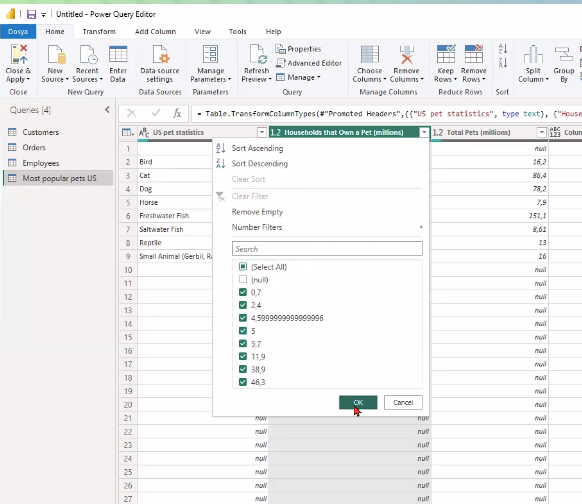 Untitled - Power Query Editor
Dosya Home Transform Add Column View Tools Help
Close & Apply New Source Recent Sources Enter Data Data source settings Manage Parameters Refresh Preview Properties Advanced Editor Manage Choose Columns Remove Columns Keep Rows Remove Rows Split Column Group By
Close New Query Data Sources Parameters Query Manage Columns Reduce Rows Sort
Queries [4]
= Table.TransformColumnTypes(#"Promoted Headers",{{"US pet statistics", type text}, {"Househ
Customers
Orders
Employees
Most popular pets US
US pet statistics 1.2 Households that Own a Pet (millions) 1.2 Total Pets (millions) ABC 123 Colum
1 null
2 Bird 16,2
3 Cat 86,4
4 Dog 78,2
5 Horse 7,9
6 Freshwater Fish 151,1
7 Saltwater Fish 8,61
8 Reptile 13
9 Small Animal (Gerbil, Ra 16
10 null
11 null
12 null
13 null
14 null
15 null
16 null
17 null
18 null
19 null
20 null
21 null null null
22 null null null
23 null null null
24 null null null
25 null null null
26 null null null
27 null null null
Sort Ascending
Sort Descending
Clear Sort
Clear Filter
Remove Empty
Number Filters
Search
(Select All)
(null)
0,7
2,4
4,5999999999999996
5
5,7
11,9
38,9
46,3
OK Cancel